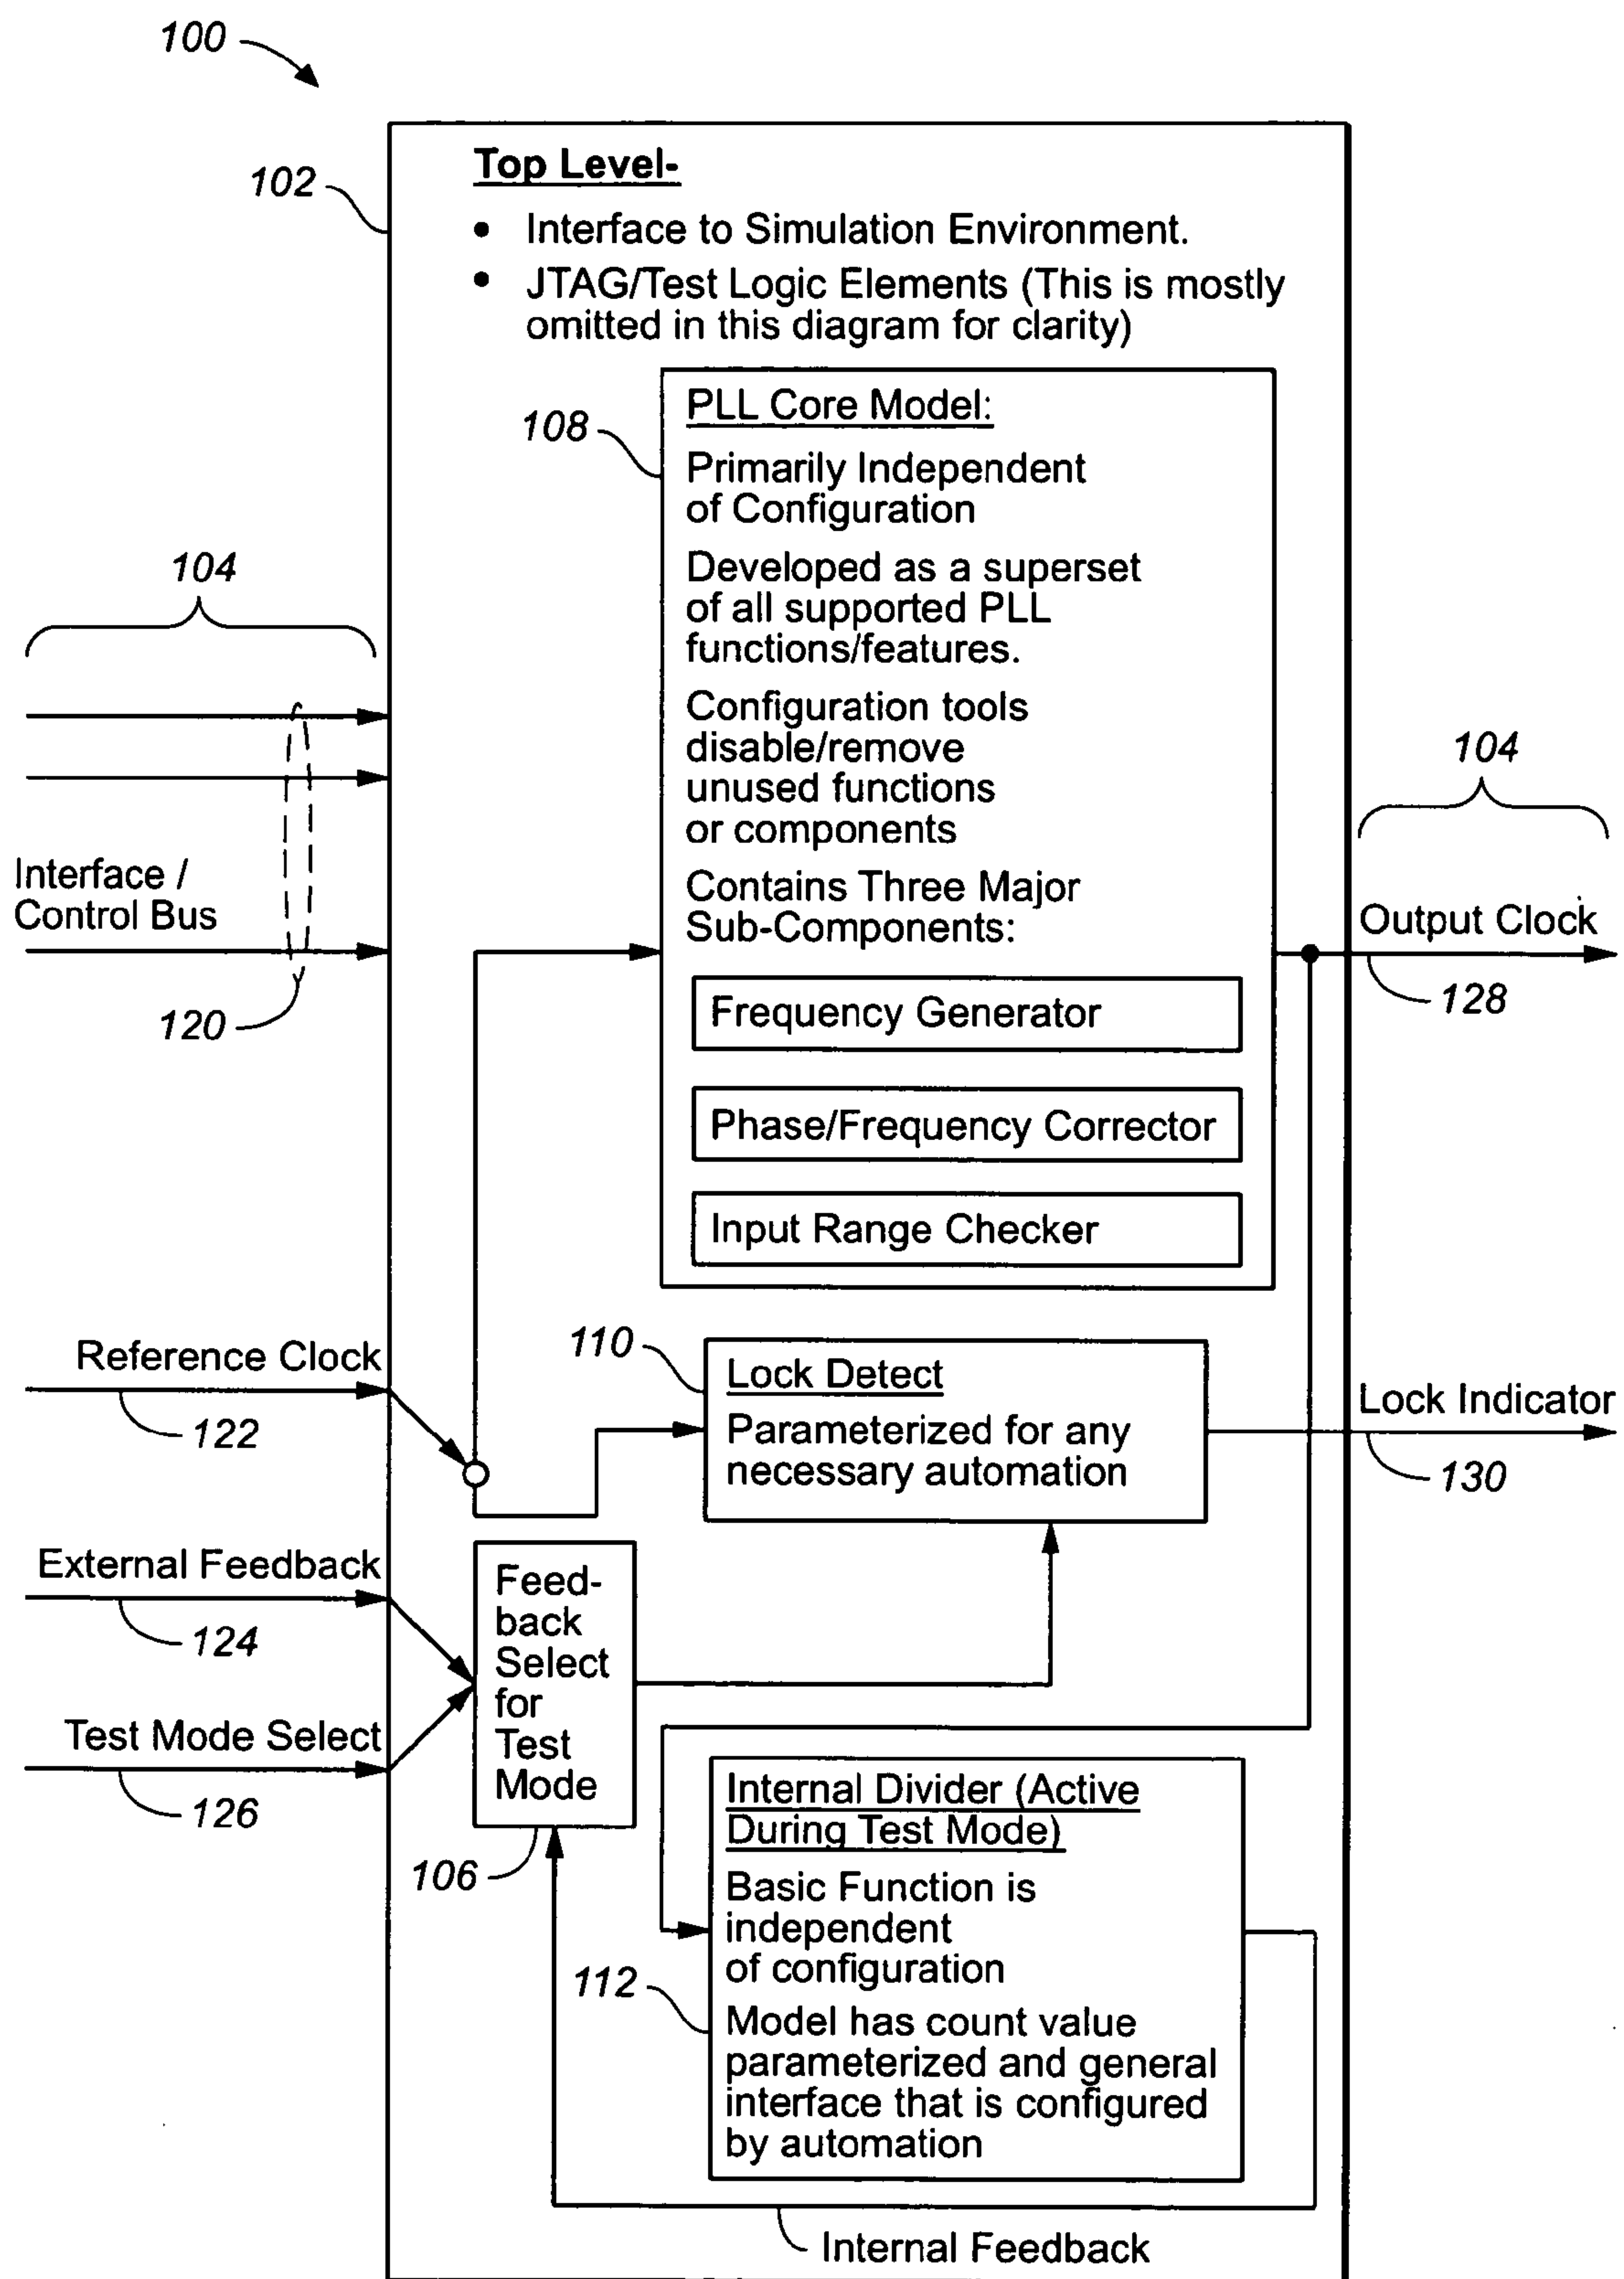 100
102
Top Level-
• Interface to Simulation Environment.
• JTAG/Test Logic Elements (This is mostly
omitted in this diagram for clarity)
108
PLL Core Model:
Primarily Independent
of Configuration
Developed as a superset
of all supported PLL
functions/features.
Configuration tools
disable/remove
unused functions
or components
Contains Three Major
Sub-Components:
Frequency Generator
Phase/Frequency Corrector
Input Range Checker
104
Interface /
Control Bus
120
104
Output Clock
128
Reference Clock
122
110
Lock Detect
Parameterized for any
necessary automation
Lock Indicator
130
External Feedback
124
Test Mode Select
126
Feed-
back
Select
for
Test
Mode
106
Internal Divider (Active
During Test Mode)
Basic Function is
independent
of configuration
112
Model has count value
parameterized and general
interface that is configured
by automation
Internal Feedback